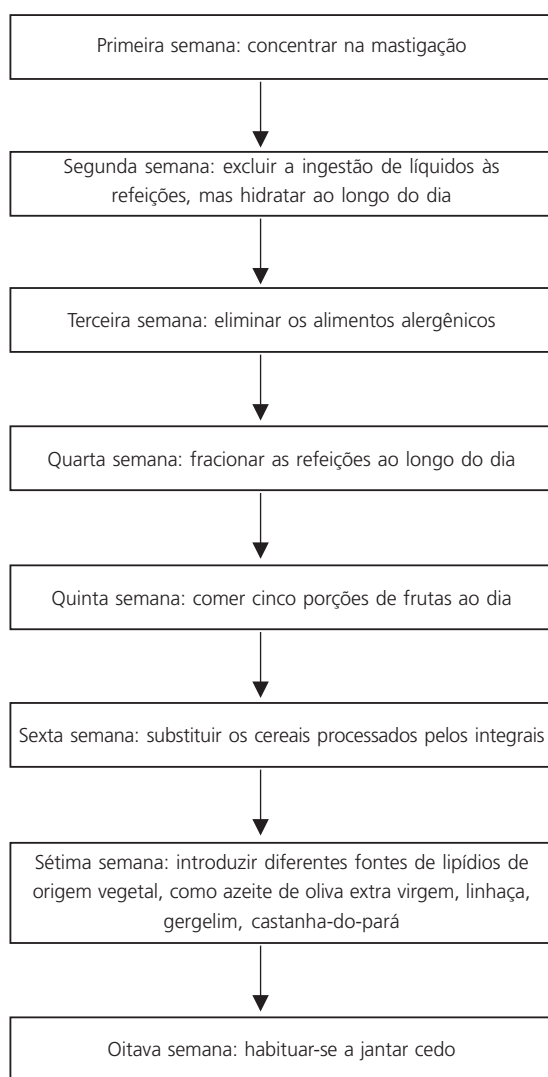 Primeira semana: concentrar na mastigação
Segunda semana: excluir a ingestão de líquidos às
refeições, mas hidratar ao longo do dia
Terceira semana: eliminar os alimentos alergênicos
Quarta semana: fracionar as refeições ao longo do dia
Quinta semana: comer cinco porções de frutas ao dia
Sexta semana: substituir os cereais processados pelos integrais
Sétima semana: introduzir diferentes fontes de lipídios de
origem vegetal, como azeite de oliva extra virgem, linhaça,
gergelim, castanha-do-pará
Oitava semana: habituar-se a jantar cedo